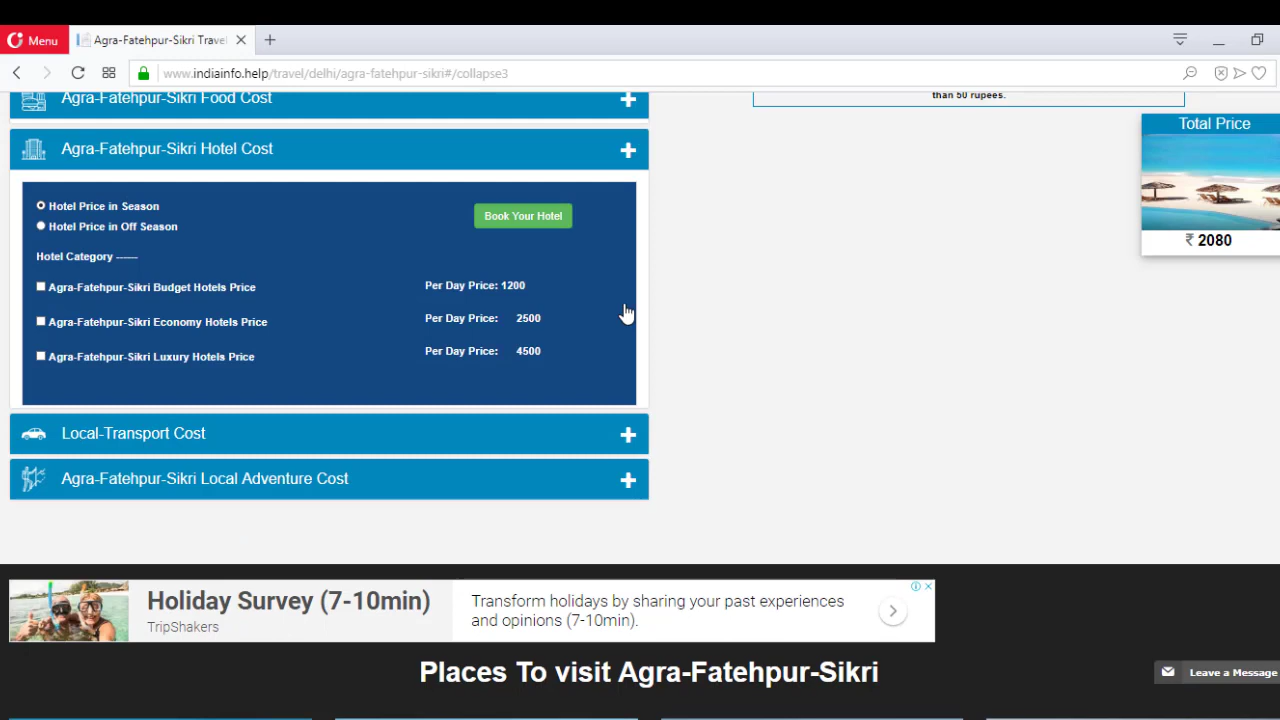 Menu
Agra-Fatehpur-Sikri Travel
www.indiainfo.help/travel/delhi/agra-fatehpur-sikri#/collapse3
than 50 rupees.
Agra-Fatehpur-Sikri Food Cost
Total Price
₹ 2080
Agra-Fatehpur-Sikri Hotel Cost
Hotel Price in Season
Book Your Hotel
Hotel Price in Off Season
Hotel Category ------
Agra-Fatehpur-Sikri Budget Hotels Price Per Day Price: 1200
Agra-Fatehpur-Sikri Economy Hotels Price Per Day Price: 2500
Agra-Fatehpur-Sikri Luxury Hotels Price Per Day Price: 4500
Local-Transport Cost
Agra-Fatehpur-Sikri Local Adventure Cost
Holiday Survey (7-10min)
TripShakers
Transform holidays by sharing your past experiences
and opinions (7-10min).
Places To visit Agra-Fatehpur-Sikri
Leave a Message